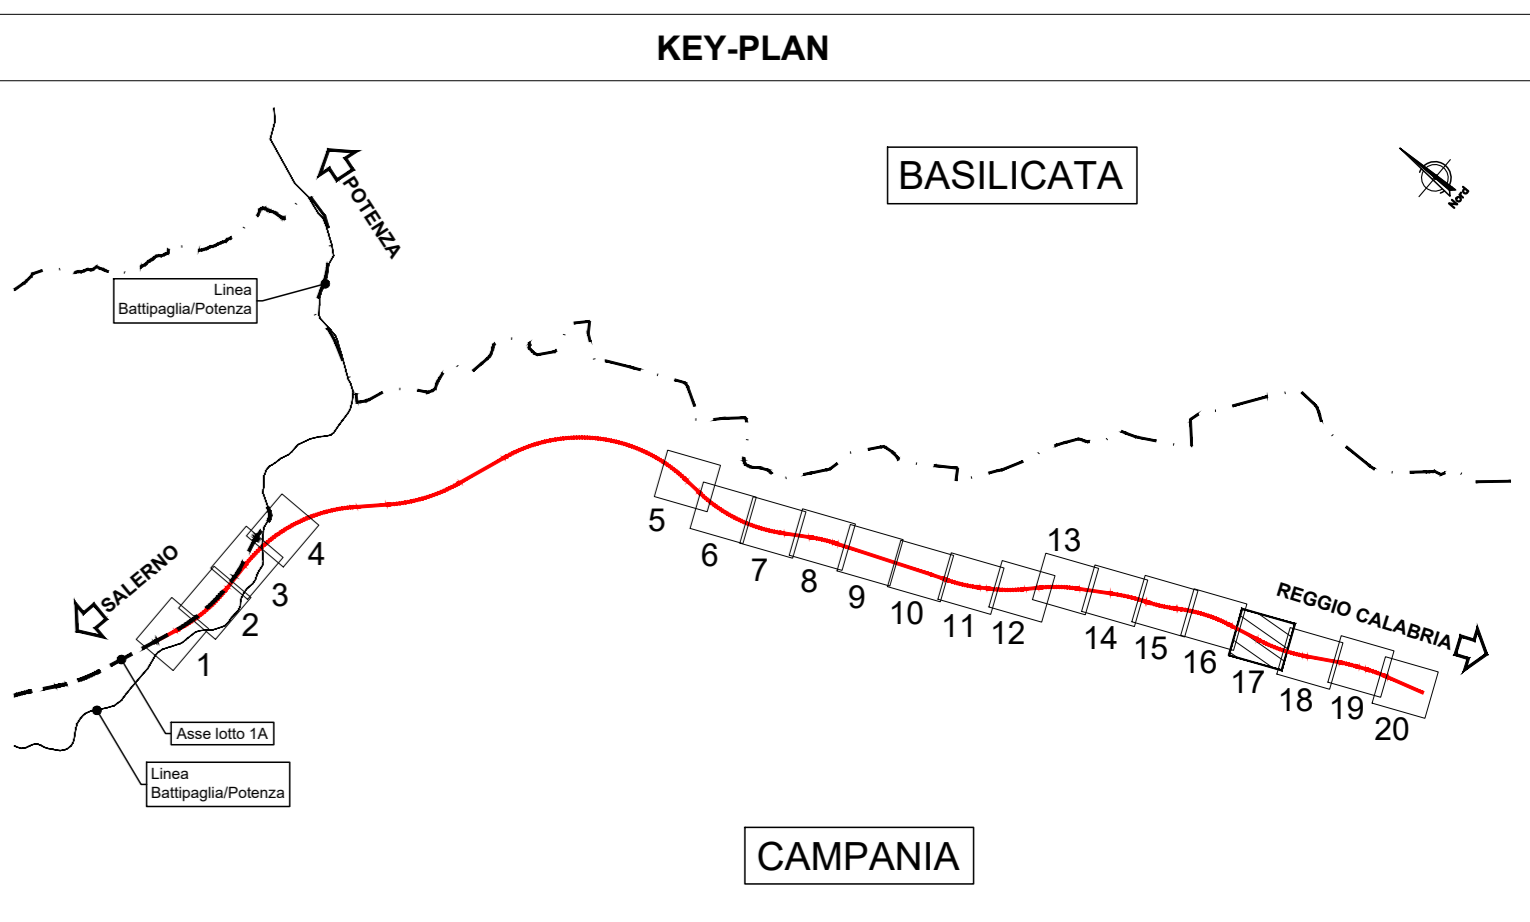 KEY-PLAN
BASILICATA
Nord
POTENZA
Linea
Battipaglia/Potenza
SALERNO
1
2
3
4
5
6
7
8
9
10
11
12
13
14
15
16
17
18
19
20
REGGIO CALABRIA
Asse lotto 1A
Linea
Battipaglia/Potenza
CAMPANIA